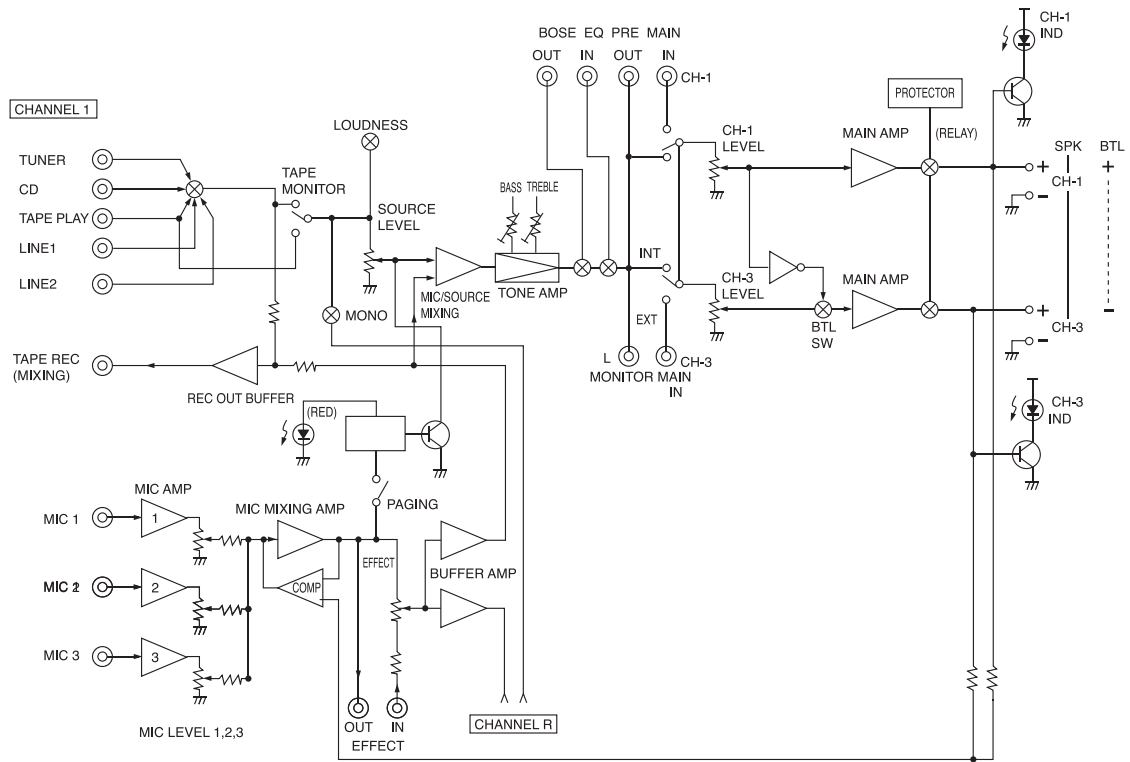 CHANNEL 1
TUNER
CD
TAPE PLAY
LINE1
LINE2
TAPE REC
(MIXING)
REC OUT BUFFER
TAPE
MONITOR
LOUDNESS
SOURCE
LEVEL
MONO
MIC/SOURCE
MIXING
BASS
TREBLE
TONE AMP
BOSE EQ PRE MAIN
OUT IN OUT IN
CH-1
INT
EXT
L
CH-3
MONITOR MAIN
IN
CH-1
LEVEL
CH-3
LEVEL
MAIN AMP
MAIN AMP
BTL
SW
PROTECTOR
(RELAY)
CH-1
IND
SPK BTL
+ +
CH-1
-
+ -
CH-3
-
CH-3
IND
(RED)
PAGING
MIC AMP
MIC 1
1
MIC 2
2
MIC 3
3
MIC LEVEL 1,2,3
MIC MIXING AMP
COMP
EFFECT
BUFFER AMP
OUT IN
EFFECT
CHANNEL R